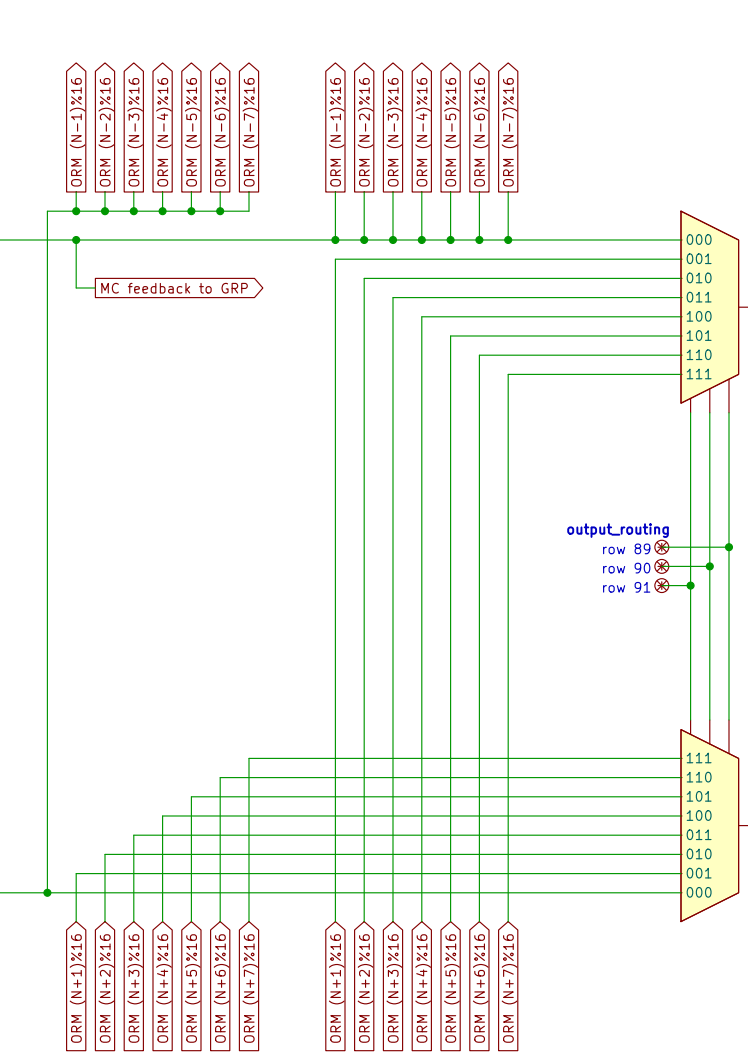 ORM (N-1)%16
ORM (N-2)%16
ORM (N-3)%16
ORM (N-4)%16
ORM (N-5)%16
ORM (N-6)%16
ORM (N-7)%16
ORM (N-1)%16
ORM (N-2)%16
ORM (N-3)%16
ORM (N-4)%16
ORM (N-5)%16
ORM (N-6)%16
ORM (N-7)%16
000
001
010
011
100
101
110
111
MC feedback to GRP
output_routing
row 89
row 90
row 91
111
110
101
100
011
010
001
000
ORM (N+1)%16
ORM (N+2)%16
ORM (N+3)%16
ORM (N+4)%16
ORM (N+5)%16
ORM (N+6)%16
ORM (N+7)%16
ORM (N+1)%16
ORM (N+2)%16
ORM (N+3)%16
ORM (N+4)%16
ORM (N+5)%16
ORM (N+6)%16
ORM (N+7)%16